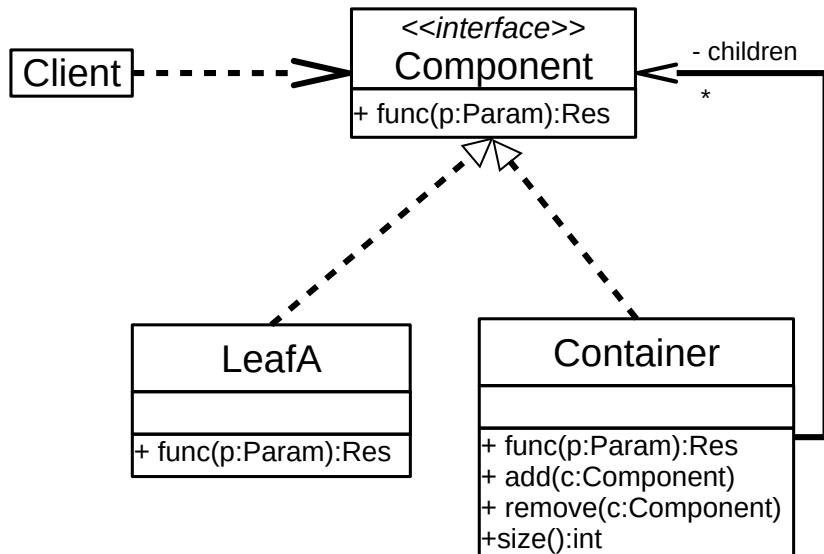 Client
<<interface>>
Component
+ func(p:Param):Res
- children
*
LeafA
+ func(p:Param):Res
Container
+ func(p:Param):Res
+ add(c:Component)
+ remove(c:Component)
+size():int